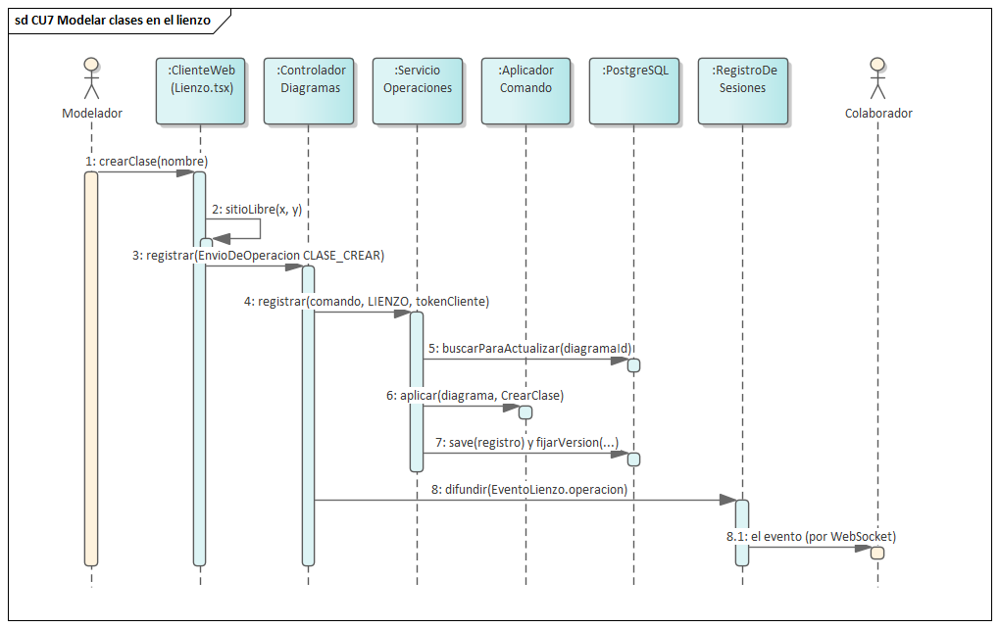 sd CU7 Modelar clases en el lienzo
:ClienteWeb
(Lienzo.tsx)
:Controlador
Diagramas
:Servicio
Operaciones
:Aplicador
Comando
:PostgreSQL
:RegistroDe
Sesiones
Modelador
Colaborador
1: crearClase(nombre)
2: sitioLibre(x, y)
3: registrar(EnvioDeOperacion CLASE_CREAR)
4: registrar(comando, LIENZO, tokenCliente)
5: buscarParaActualizar(diagramaId)
6: aplicar(diagrama, CrearClase)
7: save(registro) y fijarVersion(...)
8: difundir(EventoLienzo.operacion)
8.1: el evento (por WebSocket)